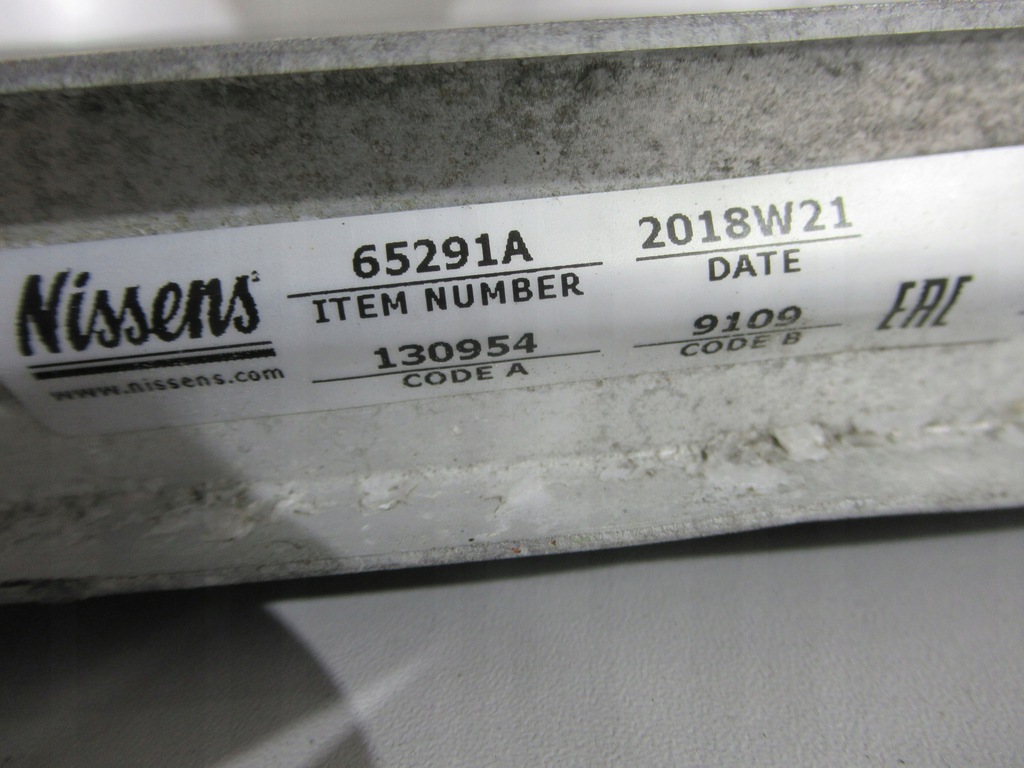 Nissens
www.nissens.com
65291A
ITEM NUMBER
130954
CODE A
2018W21
DATE
9109
CODE B
EAC